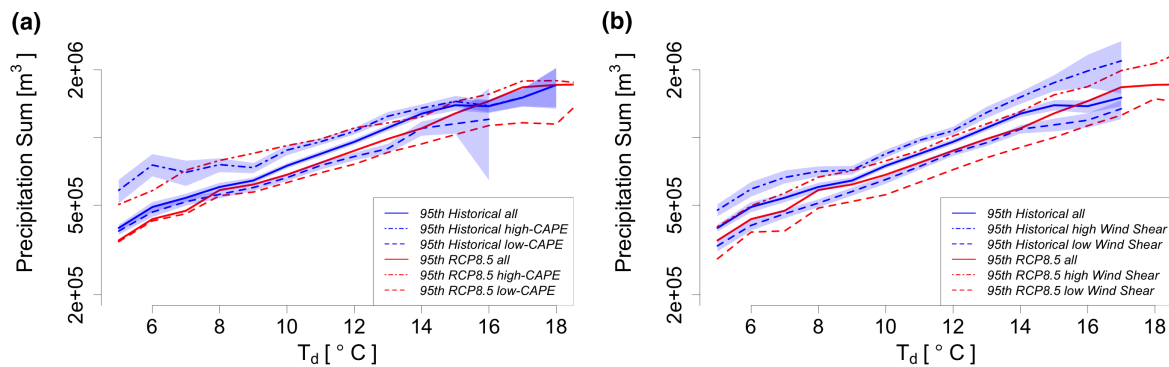 (a)
Precipitation Sum [m³]
2e+06
5e+05
2e+05
95th Historical all
95th Historical high-CAPE
95th Historical low-CAPE
95th RCP8.5 all
95th RCP8.5 high-CAPE
95th RCP8.5 low-CAPE
6 8 10 12 14 16 18
T_d [ ° C ]
(b)
Precipitation Sum [m³]
2e+06
5e+05
2e+05
95th Historical all
95th Historical high Wind Shear
95th Historical low Wind Shear
95th RCP8.5 all
95th RCP8.5 high Wind Shear
95th RCP8.5 low Wind Shear
6 8 10 12 14 16 18
T_d [ ° C ]